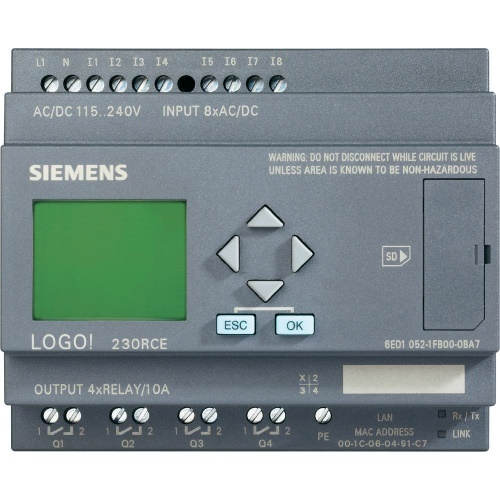 L1 N I1 I2 I3 I4 I5 I6 I7 I8
AC/DC 115..240V INPUT 8xAC/DC
WARNING: DO NOT DISCONNECT WHILE CIRCUIT IS LIVE
UNLESS AREA IS KNOWN TO BE NON-HAZARDOUS
SIEMENS
SD
ESC OK
LOGO! 230RCE
6ED1 052-1FB00-0BA7
OUTPUT 4xRELAY/10A
X 2
3 4
1 2 1 2 1 2 1 2
Q1 Q2 Q3 Q4
PE
LAN
Rx / Tx
MAC ADDRESS
LINK
00-1C-06-04-91-C7